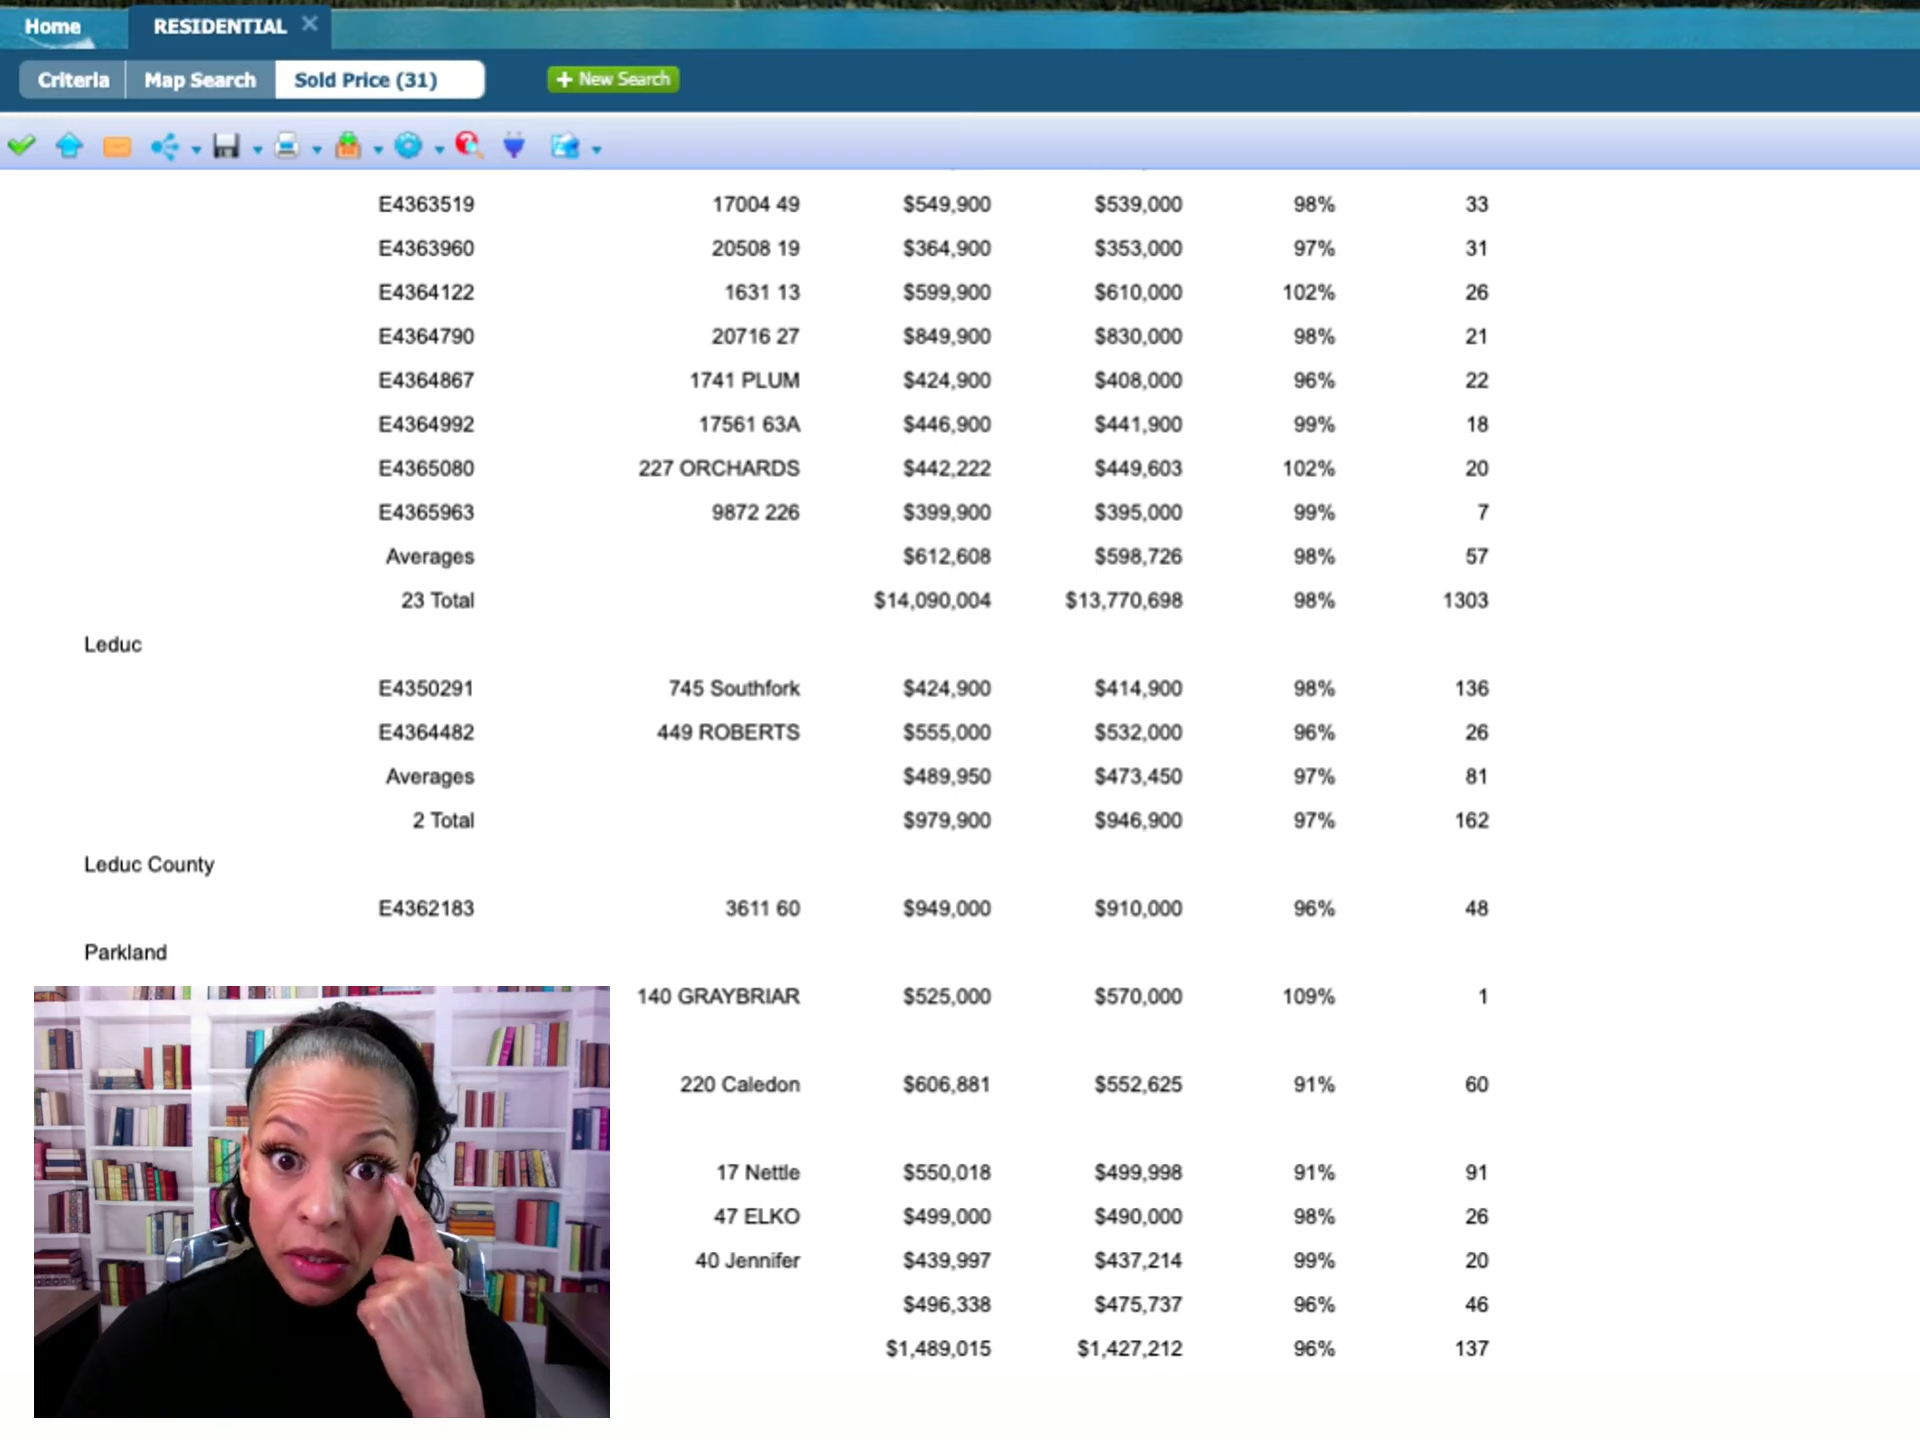 Home RESIDENTIAL
Criteria Map Search Sold Price (31) + New Search
E4363519 17004 49 $549,900 $539,000 98% 33
E4363960 20508 19 $364,900 $353,000 97% 31
E4364122 1631 13 $599,900 $610,000 102% 26
E4364790 20716 27 $849,900 $830,000 98% 21
E4364867 1741 PLUM $424,900 $408,000 96% 22
E4364992 17561 63A $446,900 $441,900 99% 18
E4365080 227 ORCHARDS $442,222 $449,603 102% 20
E4365963 9872 226 $399,900 $395,000 99% 7
Averages $612,608 $598,726 98% 57
23 Total $14,090,004 $13,770,698 98% 1303
Leduc
E4350291 745 Southfork $424,900 $414,900 98% 136
E4364482 449 ROBERTS $555,000 $532,000 96% 26
Averages $489,950 $473,450 97% 81
2 Total $979,900 $946,900 97% 162
Leduc County
E4362183 3611 60 $949,000 $910,000 96% 48
Parkland
140 GRAYBRIAR $525,000 $570,000 109% 1
220 Caledon $606,881 $552,625 91% 60
17 Nettle $550,018 $499,998 91% 91
47 ELKO $499,000 $490,000 98% 26
40 Jennifer $439,997 $437,214 99% 20
$496,338 $475,737 96% 46
$1,489,015 $1,427,212 96% 137